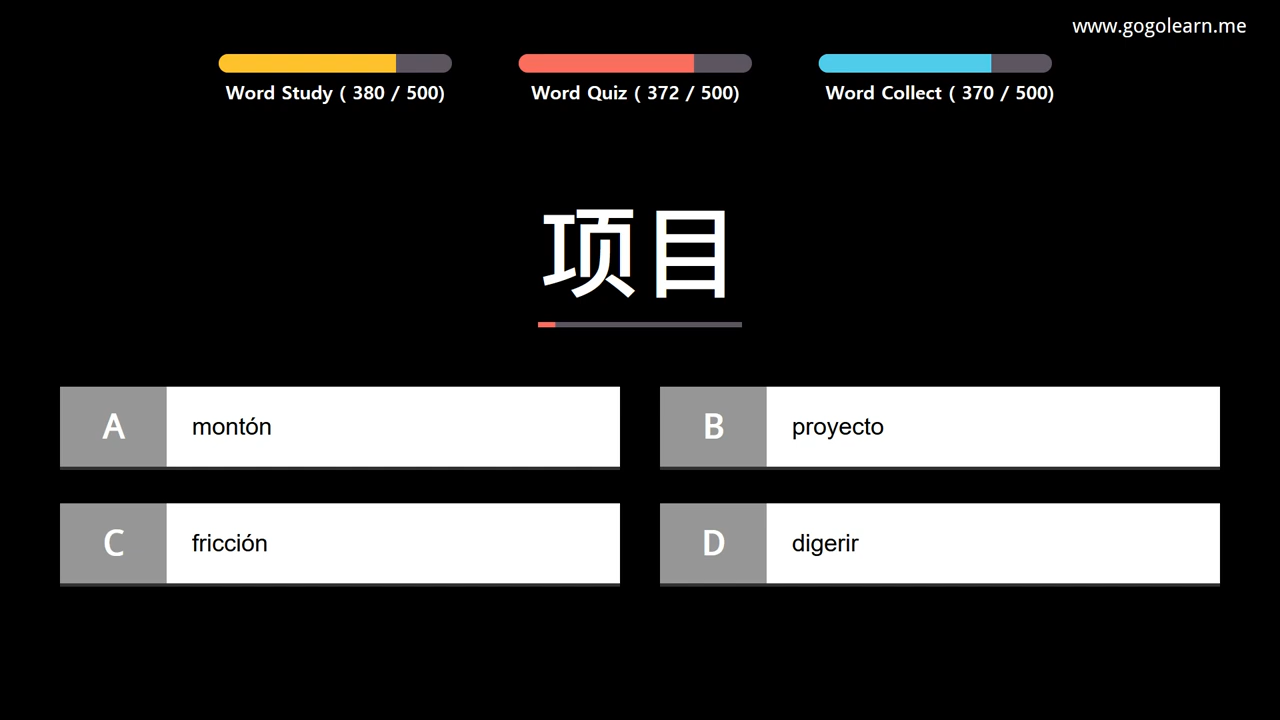 www.gogolearn.me
Word Study ( 380 / 500)
Word Quiz ( 372 / 500)
Word Collect ( 370 / 500)
项目
A montón
B proyecto
C fricción
D digerir